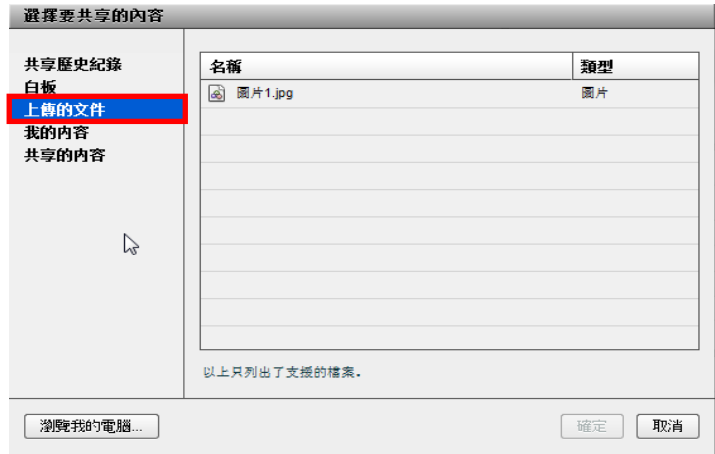 選擇要共享的內容
共享歷史紀錄
白板
上傳的文件
我的內容
共享的內容
名稱 類型
圖片1.jpg 圖片
以上只列出了支援的檔案。
瀏覽我的電腦... 確定 取消